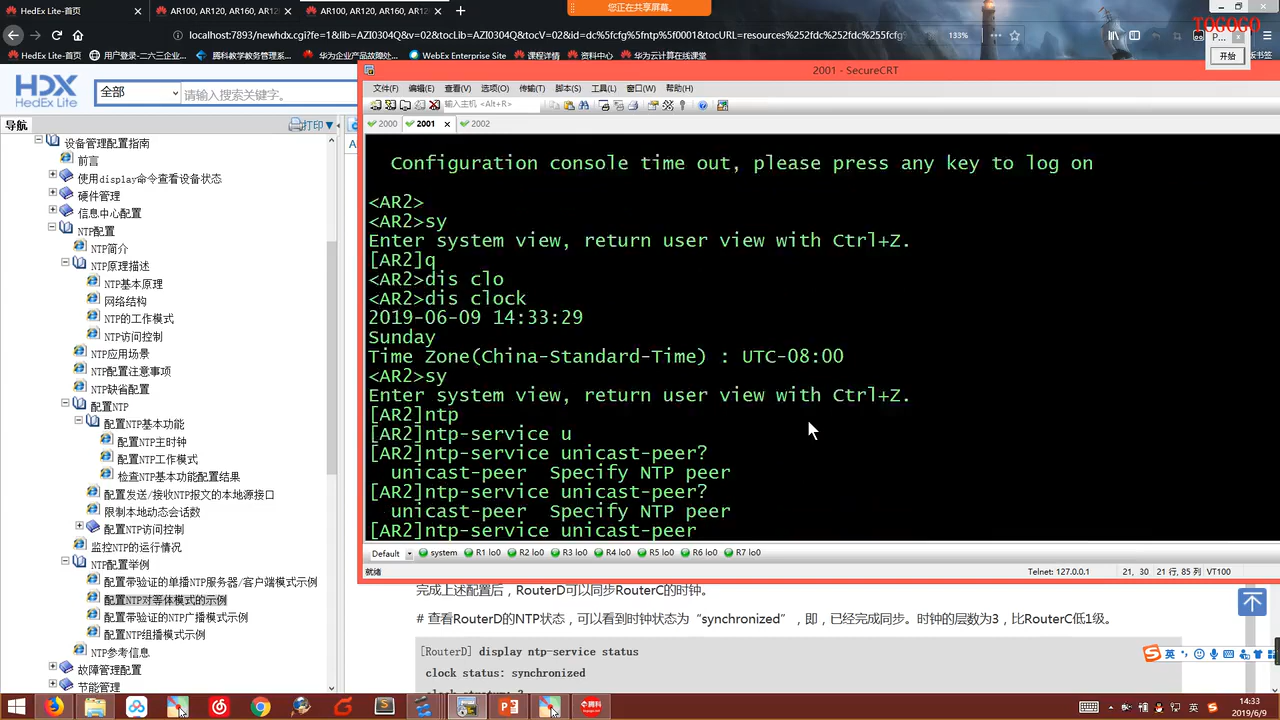 HedEx Lite-首页
AR100, AR120, AR160, AR12
AR100, AR120, AR160, AR12
您正在共享屏幕。
TOGOGO
localhost:7893/newhdx.cgi?fe=1&lib=AZI0304Q&v=02&tocLib=AZI0304Q&tocV=02&id=dc%5fcfg%5fntp%5f0001&tocURL=resources%252fdc%252fdc%255fcfg%
133%
P...
开始
HedEx Lite-首页
用户登录-二六三企业...
腾科教学教务管理系...
华为企业产品故障处...
WebEx Enterprise Site
课程详情
资料中心
华为云计算在线课堂
HDX
HedEx Lite
全部
请输入搜索关键字。
导航
打印
设备管理配置指南
前言
使用display命令查看设备状态
硬件管理
信息中心配置
NTP配置
NTP简介
NTP原理描述
NTP基本原理
网络结构
NTP的工作模式
NTP访问控制
NTP应用场景
NTP配置注意事项
NTP缺省配置
配置NTP
配置NTP基本功能
配置NTP主时钟
配置NTP工作模式
检查NTP基本功能配置结果
配置发送/接收NTP报文的本地源接口
限制本地动态会话数
配置NTP访问控制
监控NTP的运行情况
NTP配置举例
配置带验证的单播NTP服务器/客户端模式示例
配置NTP对等体模式的示例
配置带验证的NTP广播模式示例
配置NTP组播模式示例
NTP参考信息
故障管理配置
节能管理
2001 - SecureCRT
文件(F) 编辑(E) 查看(V) 选项(O) 传输(T) 脚本(S) 工具(L) 窗口(W) 帮助(H)
输入主机 <Alt+R>
2000 2001 × 2002
Configuration console time out, please press any key to log on
<AR2>
<AR2>sy
Enter system view, return user view with Ctrl+Z.
[AR2]q
<AR2>dis clo
<AR2>dis clock
2019-06-09 14:33:29
Sunday
Time Zone(China-Standard-Time) : UTC-08:00
<AR2>sy
Enter system view, return user view with Ctrl+Z.
[AR2]ntp
[AR2]ntp-service u
[AR2]ntp-service unicast-peer?
unicast-peer Specify NTP peer
[AR2]ntp-service unicast-peer?
unicast-peer Specify NTP peer
[AR2]ntp-service unicast-peer
Default system R1 lo0 R2 lo0 R3 lo0 R4 lo0 R5 lo0 R6 lo0 R7 lo0
就绪
Telnet: 127.0.0.1 21, 30 21 行, 85 列 VT100
完成上述配置后，RouterD可以同步RouterC的时钟。
# 查看RouterD的NTP状态，可以看到时钟状态为“synchronized”，即，已经完成同步。时钟的层数为3，比RouterC低1级。
[RouterD] display ntp-service status
clock status: synchronized
英
14:33
2019/6/9